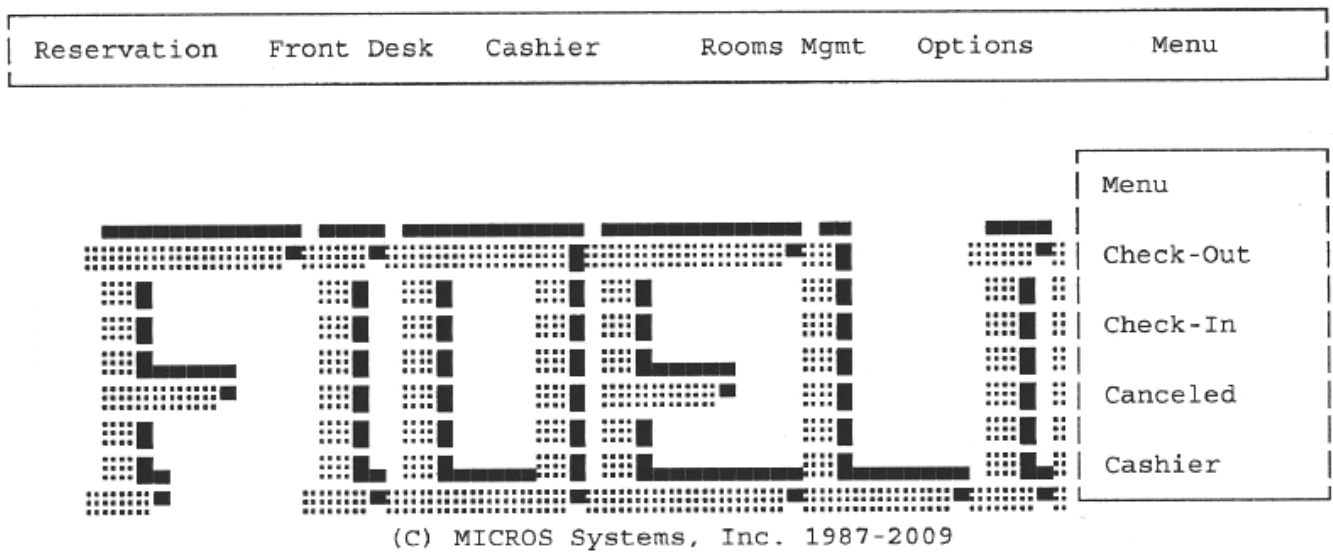 Reservation Front Desk Cashier Rooms Mgmt Options Menu
Menu
Check-Out
Check-In
Canceled
Cashier
FIDELI
(C) MICROS Systems, Inc. 1987-2009